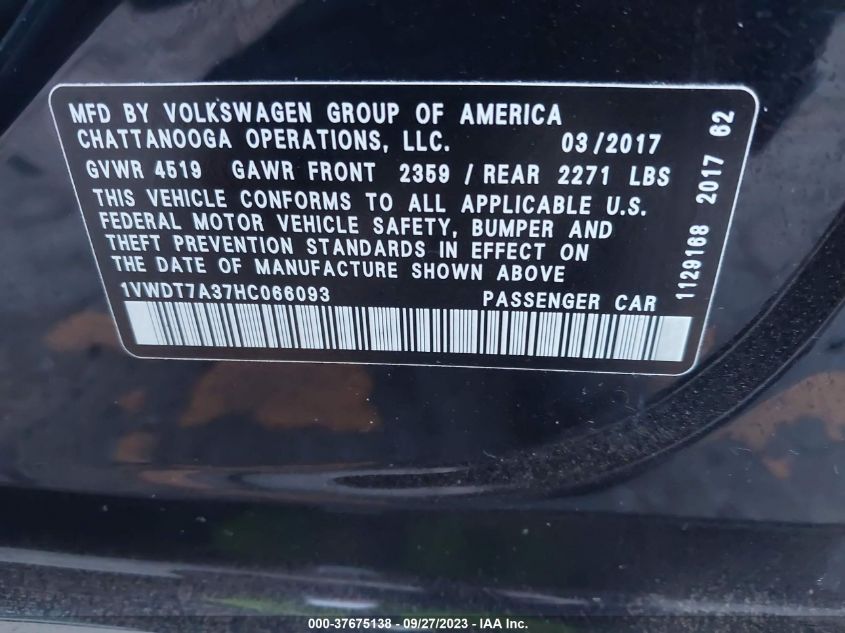 MFD BY VOLKSWAGEN GROUP OF AMERICA
CHATTANOOGA OPERATIONS, LLC. 03/2017
GVWR 4519 GAWR FRONT 2359 / REAR 2271 LBS
THIS VEHICLE CONFORMS TO ALL APPLICABLE U.S.
FEDERAL MOTOR VEHICLE SAFETY, BUMPER AND
THEFT PREVENTION STANDARDS IN EFFECT ON
THE DATE OF MANUFACTURE SHOWN ABOVE
1VWDT7A37HC066093 PASSENGER CAR
1129168 2017 62
000-37675138 - 09/27/2023 - IAA Inc.